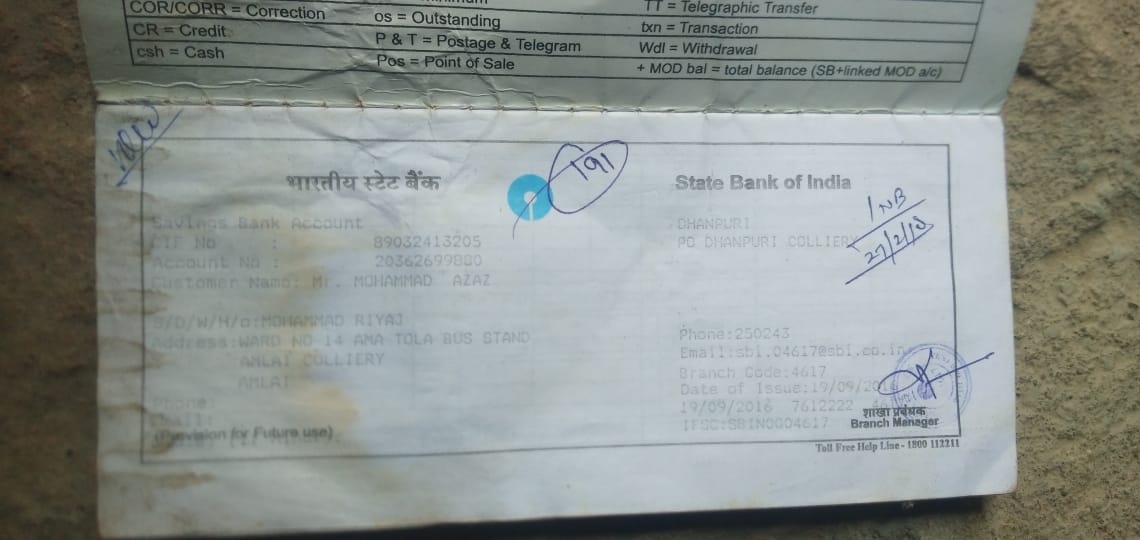 COR/CORR = Correction
CR = Credit
csh = Cash
os = Outstanding
P & T = Postage & Telegram
Pos = Point of Sale
TT = Telegraphic Transfer
txn = Transaction
Wdl = Withdrawal
+ MOD bal = total balance (SB+linked MOD a/c)
191
भारतीय स्टेट बैंक
State Bank of India
Savings Bank Account
CIF No : 89032413205
Account No : 20362699880
Customer Name: Mr. MOHAMMAD AZAZ
S/D/W/H/o:MOHAMMAD RIYAJ
Address:WARD NO 14 AMA TOLA BUS STAND
AMLAI COLLIERY
AMLAI
Phone:
Email:
(Provision for Future use)
DHANPURI
PO DHANPURI COLLIERY
INB
27/2/18
Phone:250243
Email:sbi.04617@sbi.co.in
Branch Code:4617
Date of Issue:19/09/2016
19/09/2016 7612222
IFSC:SBIN0004617
शाखा प्रबंधक
Branch Manager
Toll Free Help Line - 1800 112211